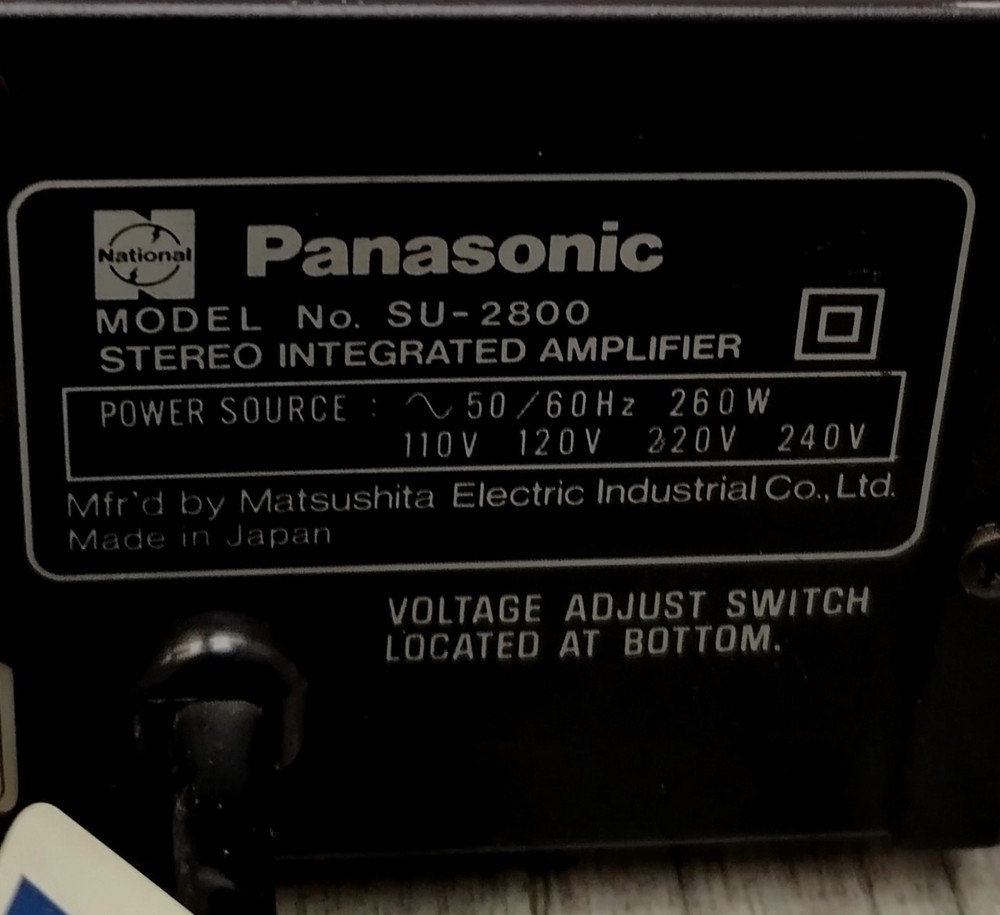 National
Panasonic
MODEL No. SU-2800
STEREO INTEGRATED AMPLIFIER
POWER SOURCE : ∿ 50/60Hz 260W
110V 120V 220V 240V
Mfr'd by Matsushita Electric Industrial Co., Ltd.
Made in Japan
VOLTAGE ADJUST SWITCH
LOCATED AT BOTTOM.